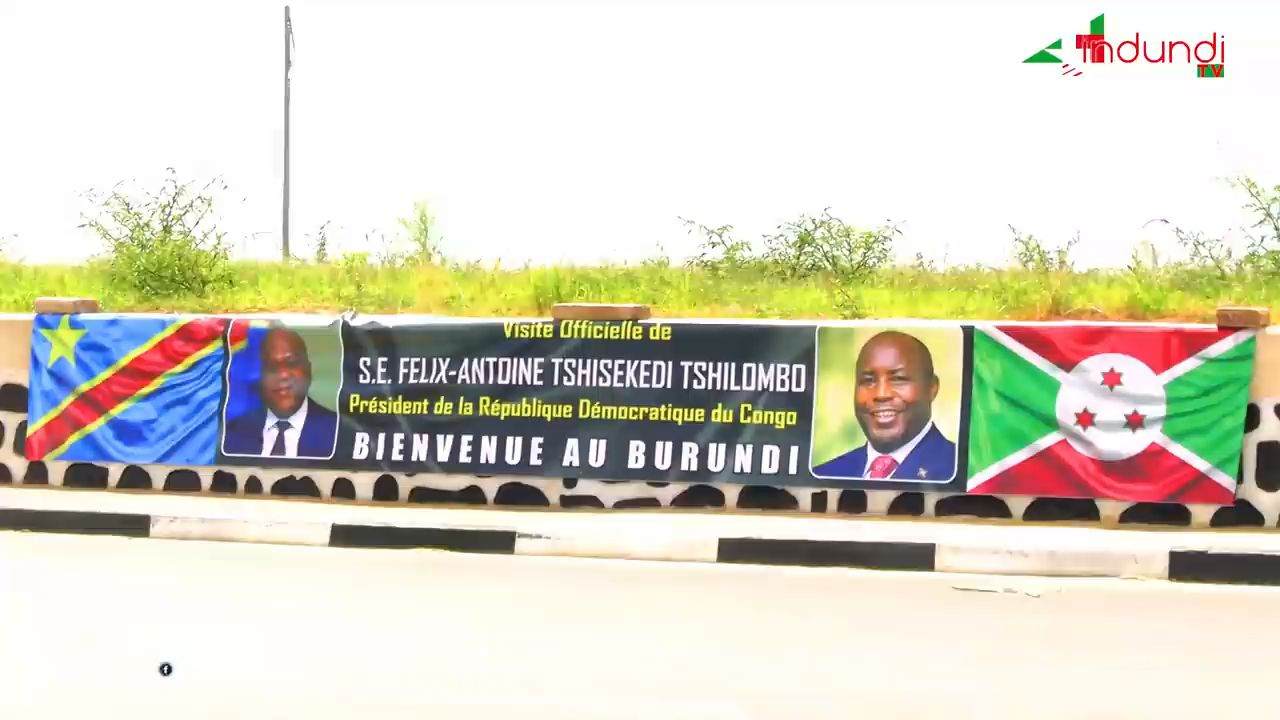 indundi
TV
Visite Officielle de
S.E. FELIX-ANTOINE TSHISEKEDI TSHILOMBO
Président de la République Démocratique du Congo
BIENVENUE AU BURUNDI